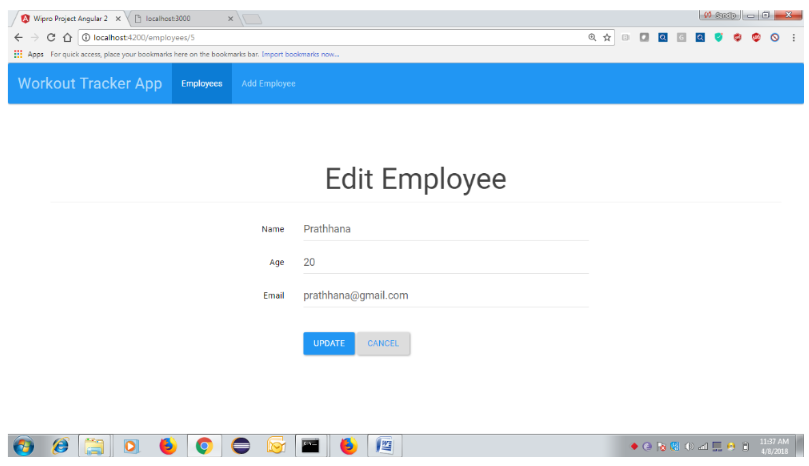 Wipro Project Angular 2
localhost:3000
localhost:4200/employees/5
Apps For quick access, place your bookmarks here on the bookmarks bar. Import bookmarks now...
Workout Tracker App Employees Add Employee
Edit Employee
Name Prathhana
Age 20
Email prathhana@gmail.com
UPDATE CANCEL
11:37 AM
4/8/2018